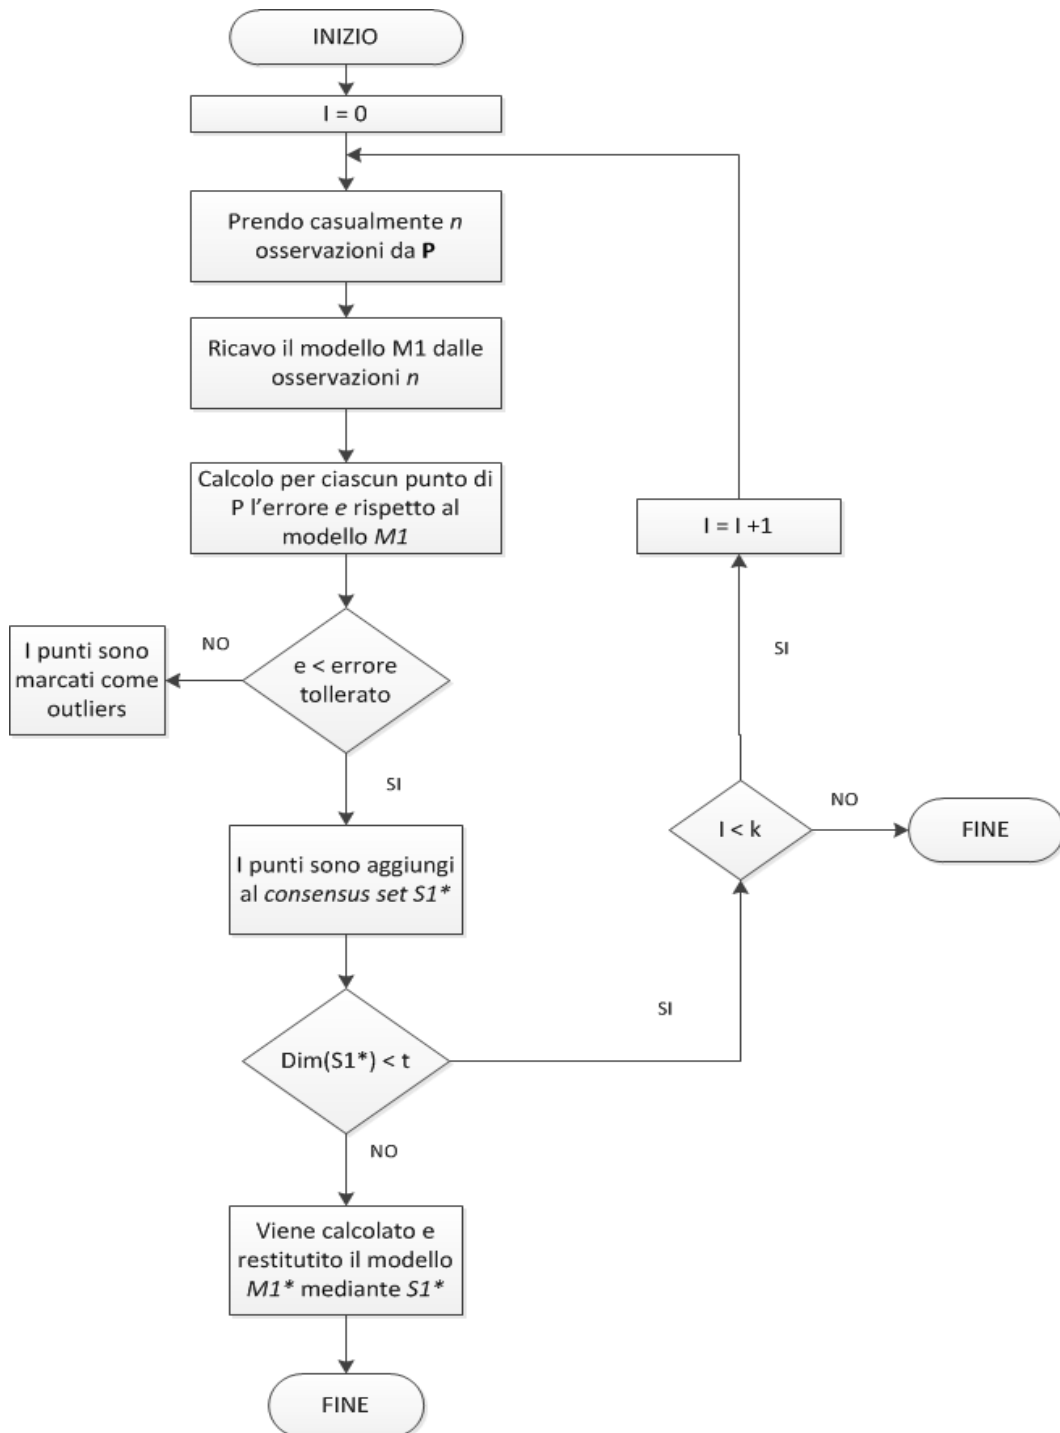 INIZIO
I = 0
Prendo casualmente n
osservazioni da P
Ricavo il modello M1 dalle
osservazioni n
Calcolo per ciascun punto di
P l'errore e rispetto al
modello M1
I = I +1
NO
I punti sono
marcati come
outliers
e < errore
tollerato
SI
SI
I < k
NO
FINE
I punti sono aggiungi
al consensus set S1*
SI
Dim(S1*) < t
NO
Viene calcolato e
restitutito il modello
M1* mediante S1*
FINE